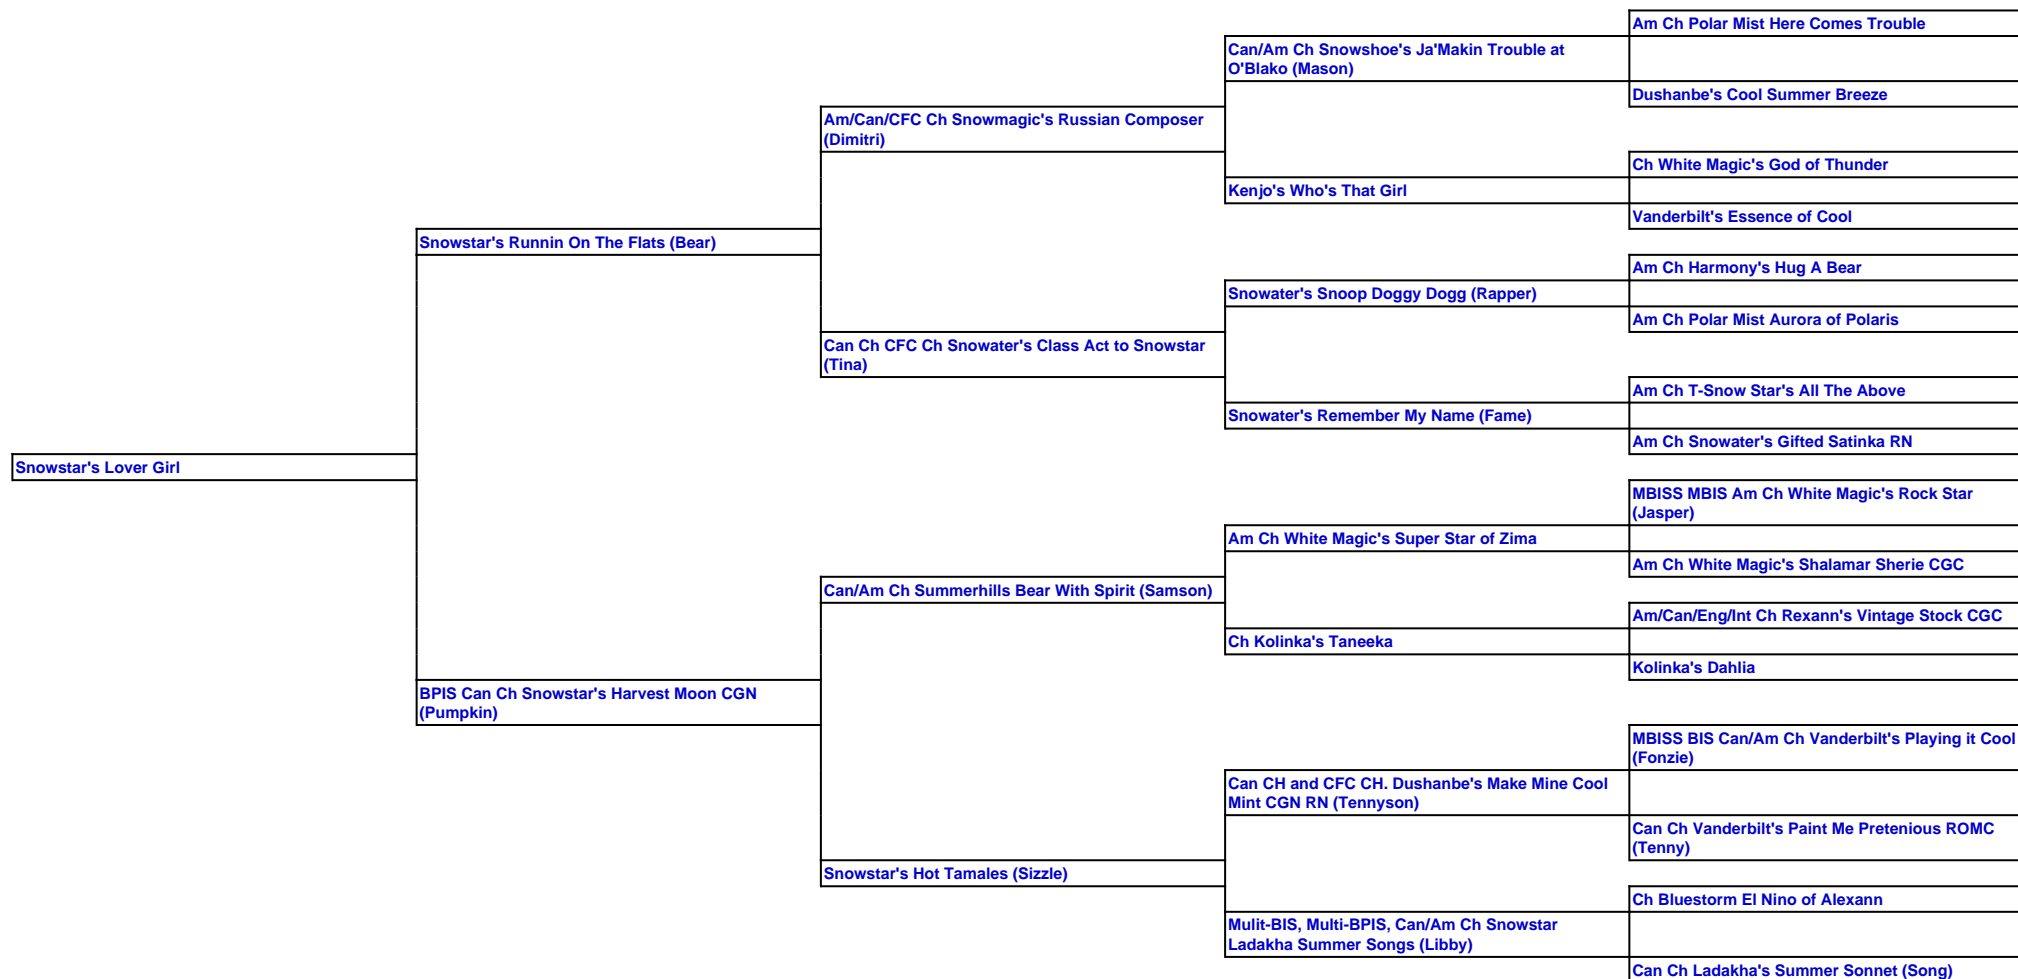 Am Ch Polar Mist Here Comes Trouble
Can/Am Ch Snowshoe's Ja'Makin Trouble at
O'Blako (Mason)
Dushanbe's Cool Summer Breeze
Am/Can/CFC Ch Snowmagic's Russian Composer
(Dimitri)
Ch White Magic's God of Thunder
Kenjo's Who's That Girl
Vanderbilt's Essence of Cool
Snowstar's Runnin On The Flats (Bear)
Am Ch Harmony's Hug A Bear
Snowater's Snoop Doggy Dogg (Rapper)
Am Ch Polar Mist Aurora of Polaris
Can Ch CFC Ch Snowater's Class Act to Snowstar
(Tina)
Am Ch T-Snow Star's All The Above
Snowater's Remember My Name (Fame)
Am Ch Snowater's Gifted Satinka RN
Snowstar's Lover Girl
MBISS MBIS Am Ch White Magic's Rock Star
(Jasper)
Am Ch White Magic's Super Star of Zima
Am Ch White Magic's Shalamar Sherie CGC
Can/Am Ch Summerhills Bear With Spirit (Samson)
Am/Can/Eng/Int Ch Rexann's Vintage Stock CGC
Ch Kolinka's Taneeka
Kolinka's Dahlia
BPIS Can Ch Snowstar's Harvest Moon CGN
(Pumpkin)
MBISS BIS Can/Am Ch Vanderbilt's Playing it Cool
(Fonzie)
Can CH and CFC CH. Dushanbe's Make Mine Cool
Mint CGN RN (Tennyson)
Can Ch Vanderbilt's Paint Me Pretenious ROMC
(Tenny)
Snowstar's Hot Tamales (Sizzle)
Ch Bluestorm El Nino of Alexann
Mulit-BIS, Multi-BPIS, Can/Am Ch Snowstar
Ladakha Summer Songs (Libby)
Can Ch Ladakha's Summer Sonnet (Song)